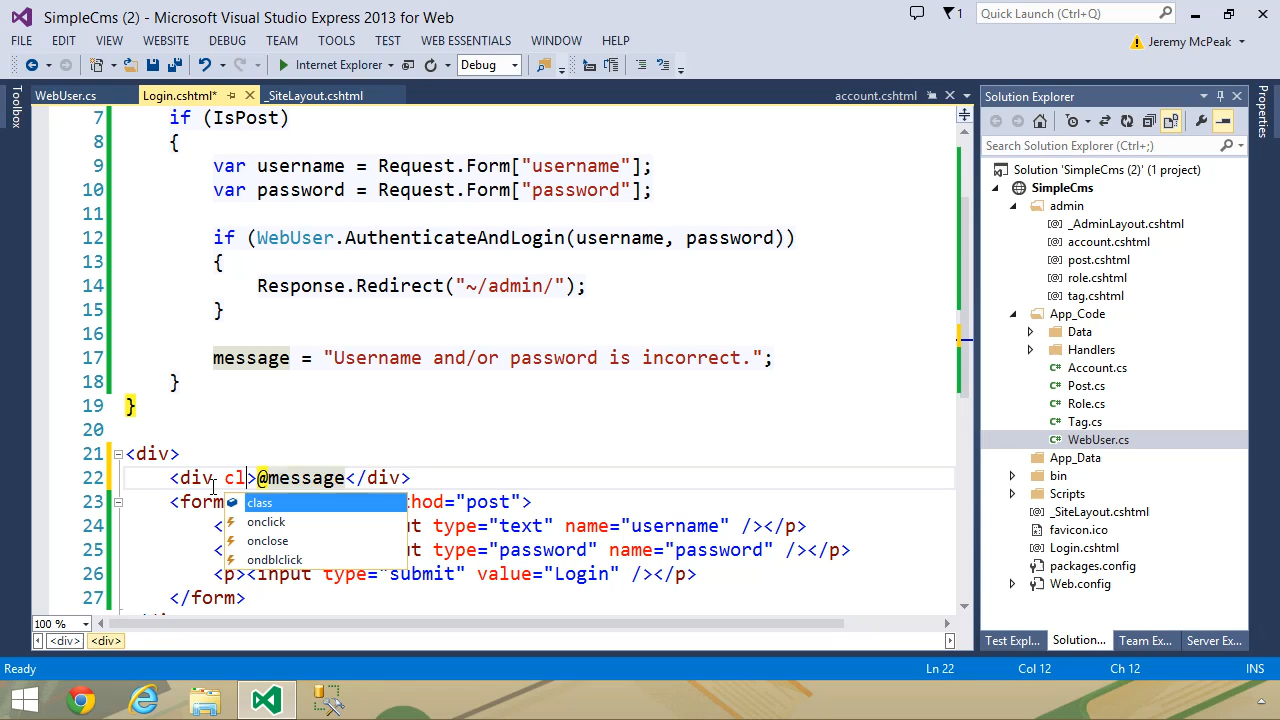 SimpleCms (2) - Microsoft Visual Studio Express 2013 for Web
1
Quick Launch (Ctrl+Q)
FILE EDIT VIEW WEBSITE DEBUG TEAM TOOLS TEST WEB ESSENTIALS WINDOW HELP
Jeremy McPeak
Internet Explorer
Debug
Toolbox
WebUser.cs
Login.cshtml*
_SiteLayout.cshtml
account.cshtml
7 if (IsPost)
8 {
9 var username = Request.Form["username"];
10 var password = Request.Form["password"];
11
12 if (WebUser.AuthenticateAndLogin(username, password))
13 {
14 Response.Redirect("~/admin/");
15 }
16
17 message = "Username and/or password is incorrect.";
18 }
19 }
20
21 <div>
22 <div cl>@message</div>
23 <form thod="post">
24 < ut type="text" name="username" /></p>
25 < ut type="password" name="password" /></p>
26 <p><input type="submit" value="Login" /></p>
27 </form>
class
onclick
onclose
ondblclick
100 %
<div> <div>
Solution Explorer
Search Solution Explorer (Ctrl+;)
Solution 'SimpleCms (2)' (1 project)
SimpleCms
admin
_AdminLayout.cshtml
account.cshtml
post.cshtml
role.cshtml
tag.cshtml
App_Code
Data
Handlers
Account.cs
Post.cs
Role.cs
Tag.cs
WebUser.cs
App_Data
bin
Scripts
_SiteLayout.cshtml
favicon.ico
Login.cshtml
packages.config
Web.config
Test Expl... Solution... Team Ex... Server Ex...
Properties
Ready
Ln 22
Col 12
Ch 12
INS